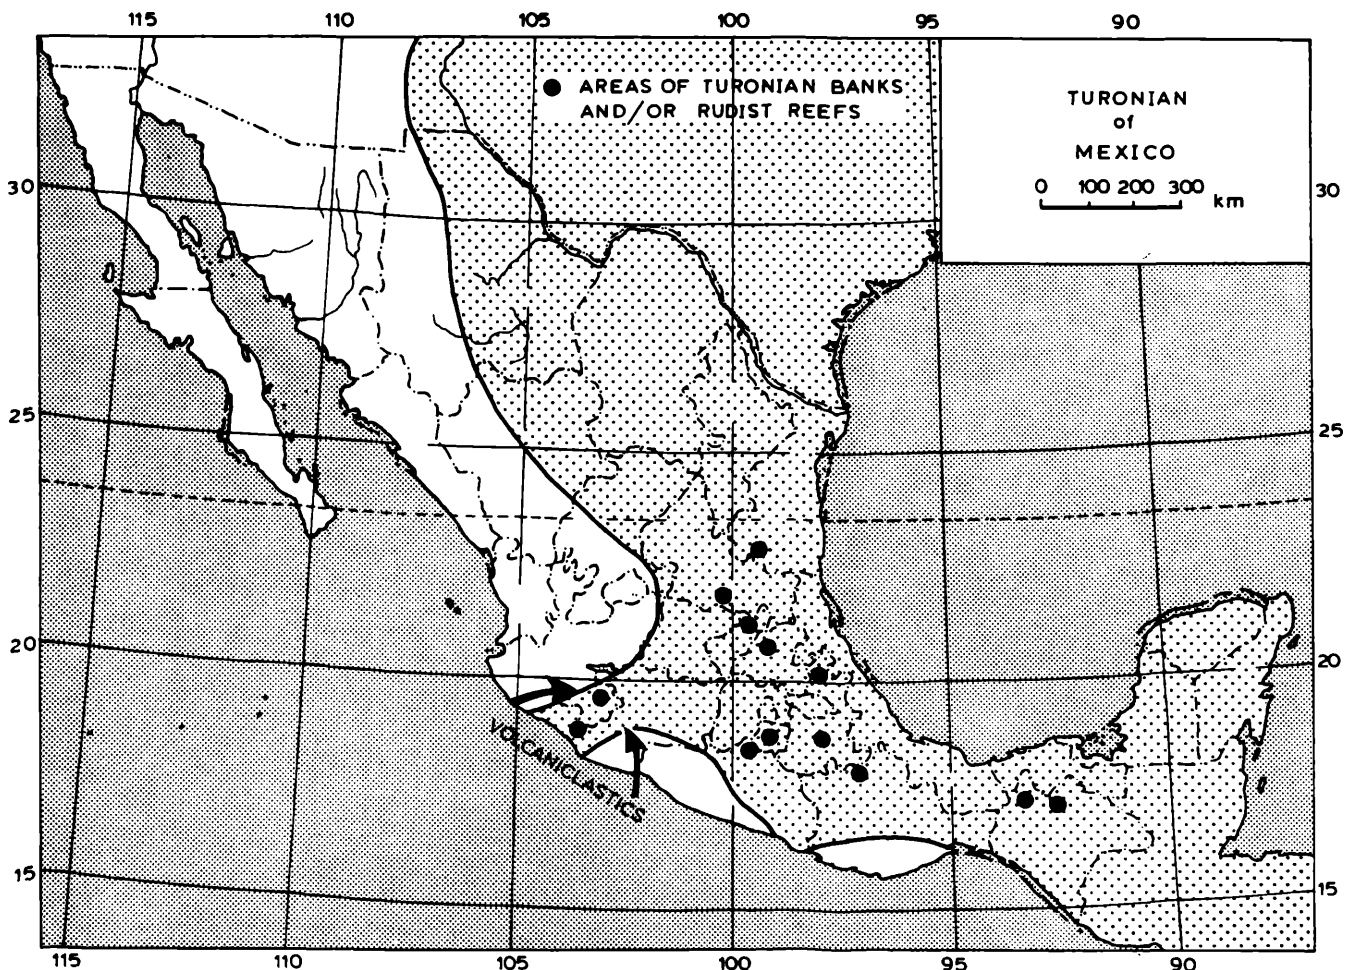 115 110 105 100 95 90
● AREAS OF TURONIAN BANKS
AND/OR RUDIST REEFS
TURONIAN
of
MEXICO
0 100 200 300 km
30 30
25 25
20 20
VOLCANICLASTICS
15 15
115 110 105 100 95 90